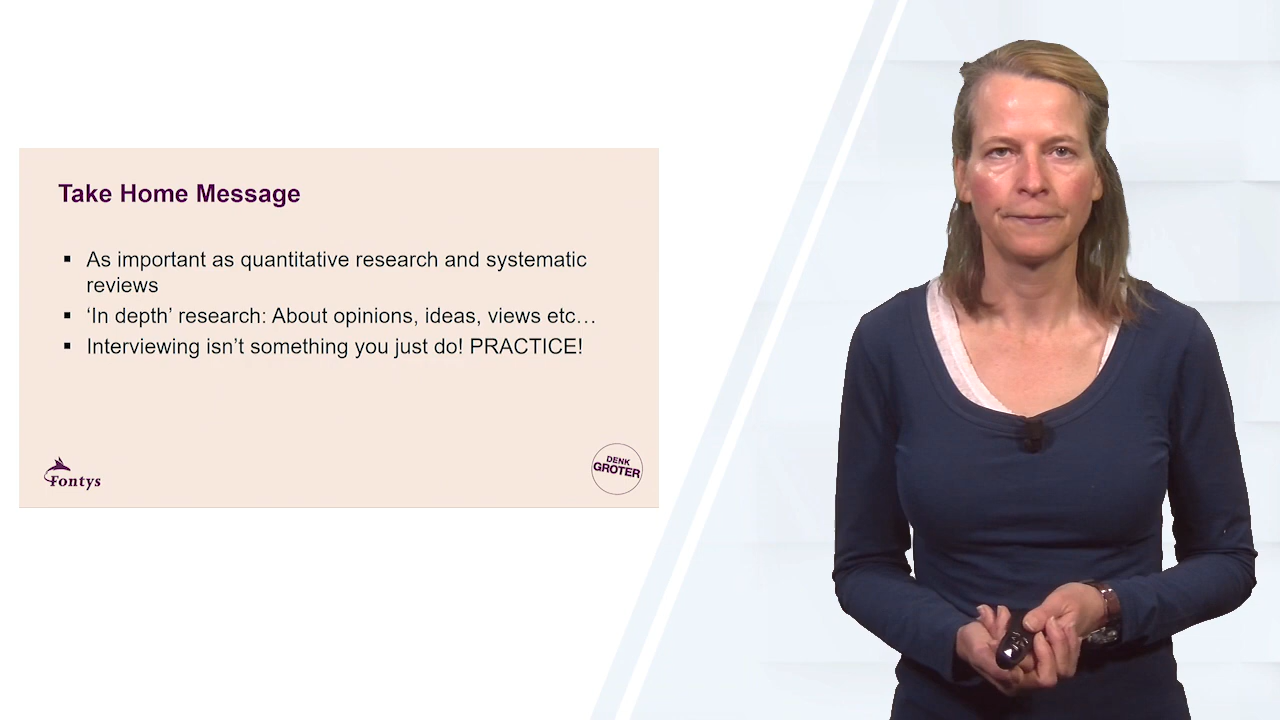 Take Home Message
▪ As important as quantitative research and systematic
reviews
▪ ‘In depth’ research: About opinions, ideas, views etc…
▪ Interviewing isn’t something you just do! PRACTICE!
Fontys
DENK
GROTER